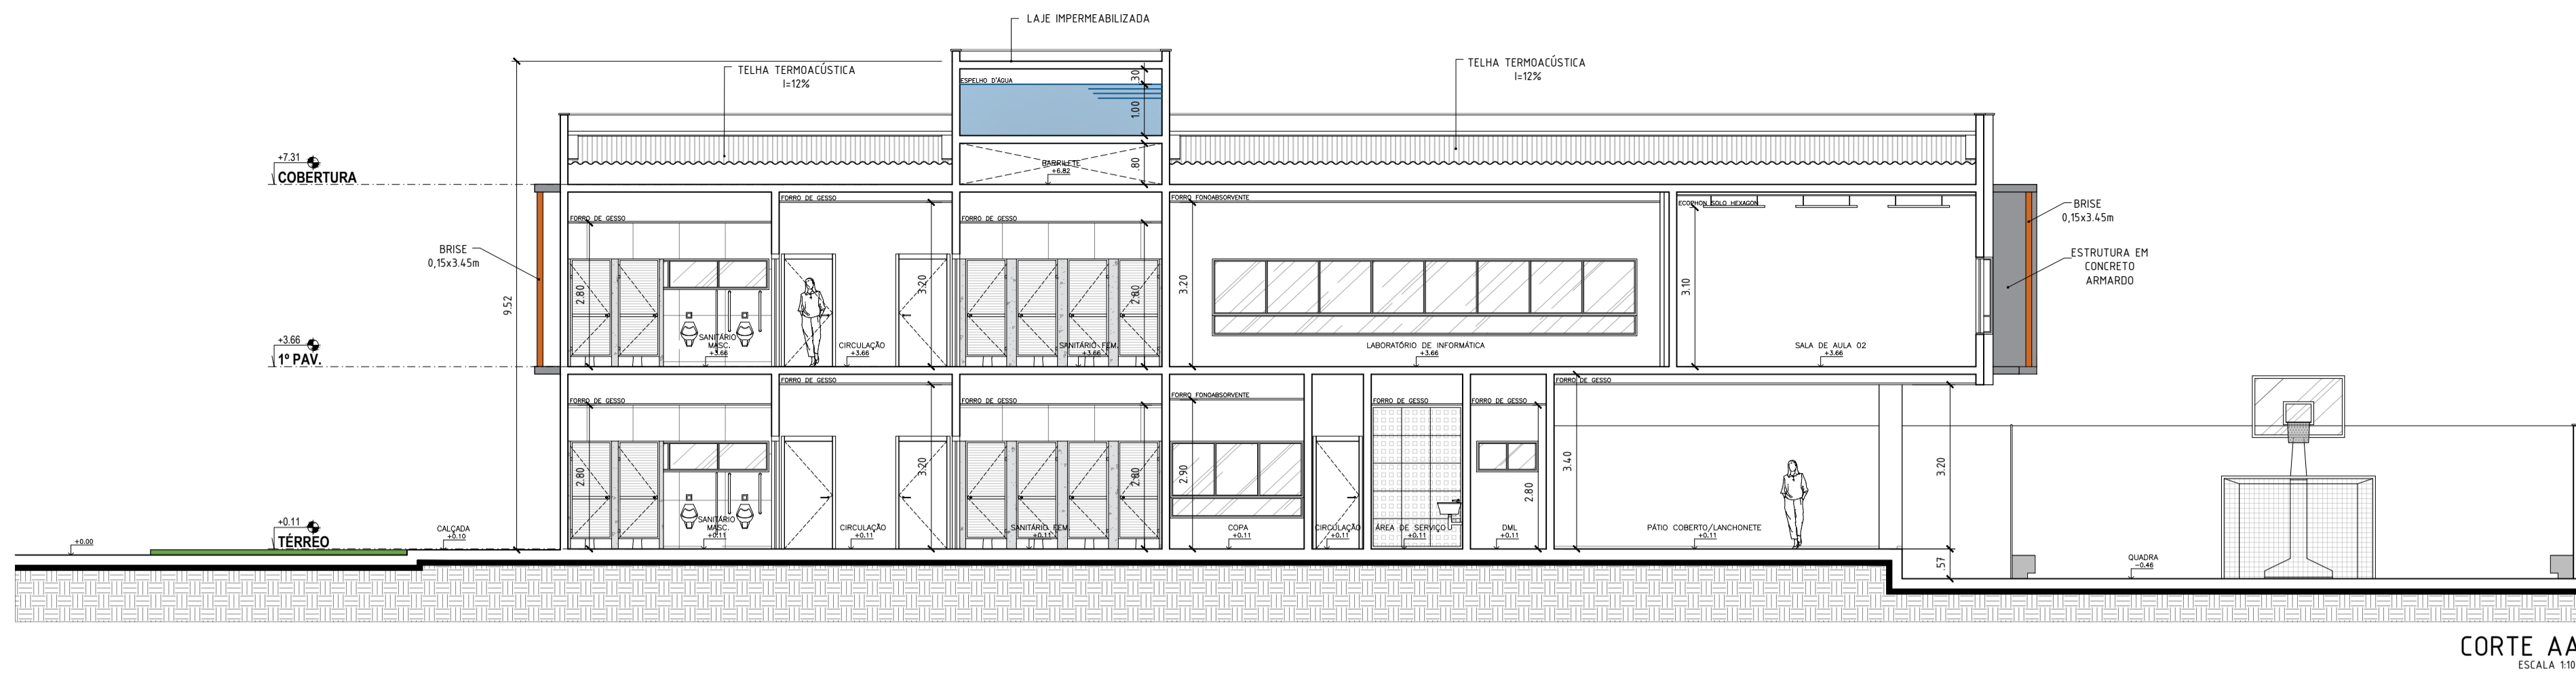 LAJE IMPERMEABILIZADA
TELHA TERMOACÚSTICA
I=12%
TELHA TERMOACÚSTICA
I=12%
ESPELHO D'ÁGUA
.30
1.00
BARRILETE
+6.82
.80
+7.31
COBERTURA
9.52
BRISE
0,15x3.45m
FORRO DE GESSO
FORRO DE GESSO
FORRO DE GESSO
FORRO FONOABSORVENTE
ECOPHON SOLO HEXAGON
BRISE
0,15x3.45m
ESTRUTURA EM
CONCRETO
ARMARDO
2.80
3.20
2.80
3.20
3.10
+3.66
1º PAV.
SANITÁRIO
MASC.
+3.66
CIRCULAÇÃO
+3.66
SANITÁRIO FEM.
+3.66
LABORATÓRIO DE INFORMÁTICA
+3.66
SALA DE AULA 02
+3.66
FORRO DE GESSO
FORRO DE GESSO
FORRO DE GESSO
FORRO FONOABSORVENTE
FORRO DE GESSO
FORRO DE GESSO
FORRO DE GESSO
2.80
3.20
2.80
2.90
2.80
3.40
3.20
.57
+0.00
+0.11
TÉRREO
CALÇADA
+0.10
SANITÁRIO
MASC.
+0.11
CIRCULAÇÃO
+0.11
SANITÁRIO FEM.
+0.11
COPA
+0.11
CIRCULAÇÃO
+0.11
ÁREA DE SERVIÇO
+0.11
DML
+0.11
PÁTIO COBERTO/LANCHONETE
+0.11
QUADRA
-0.46
CORTE AA
ESCALA 1:10